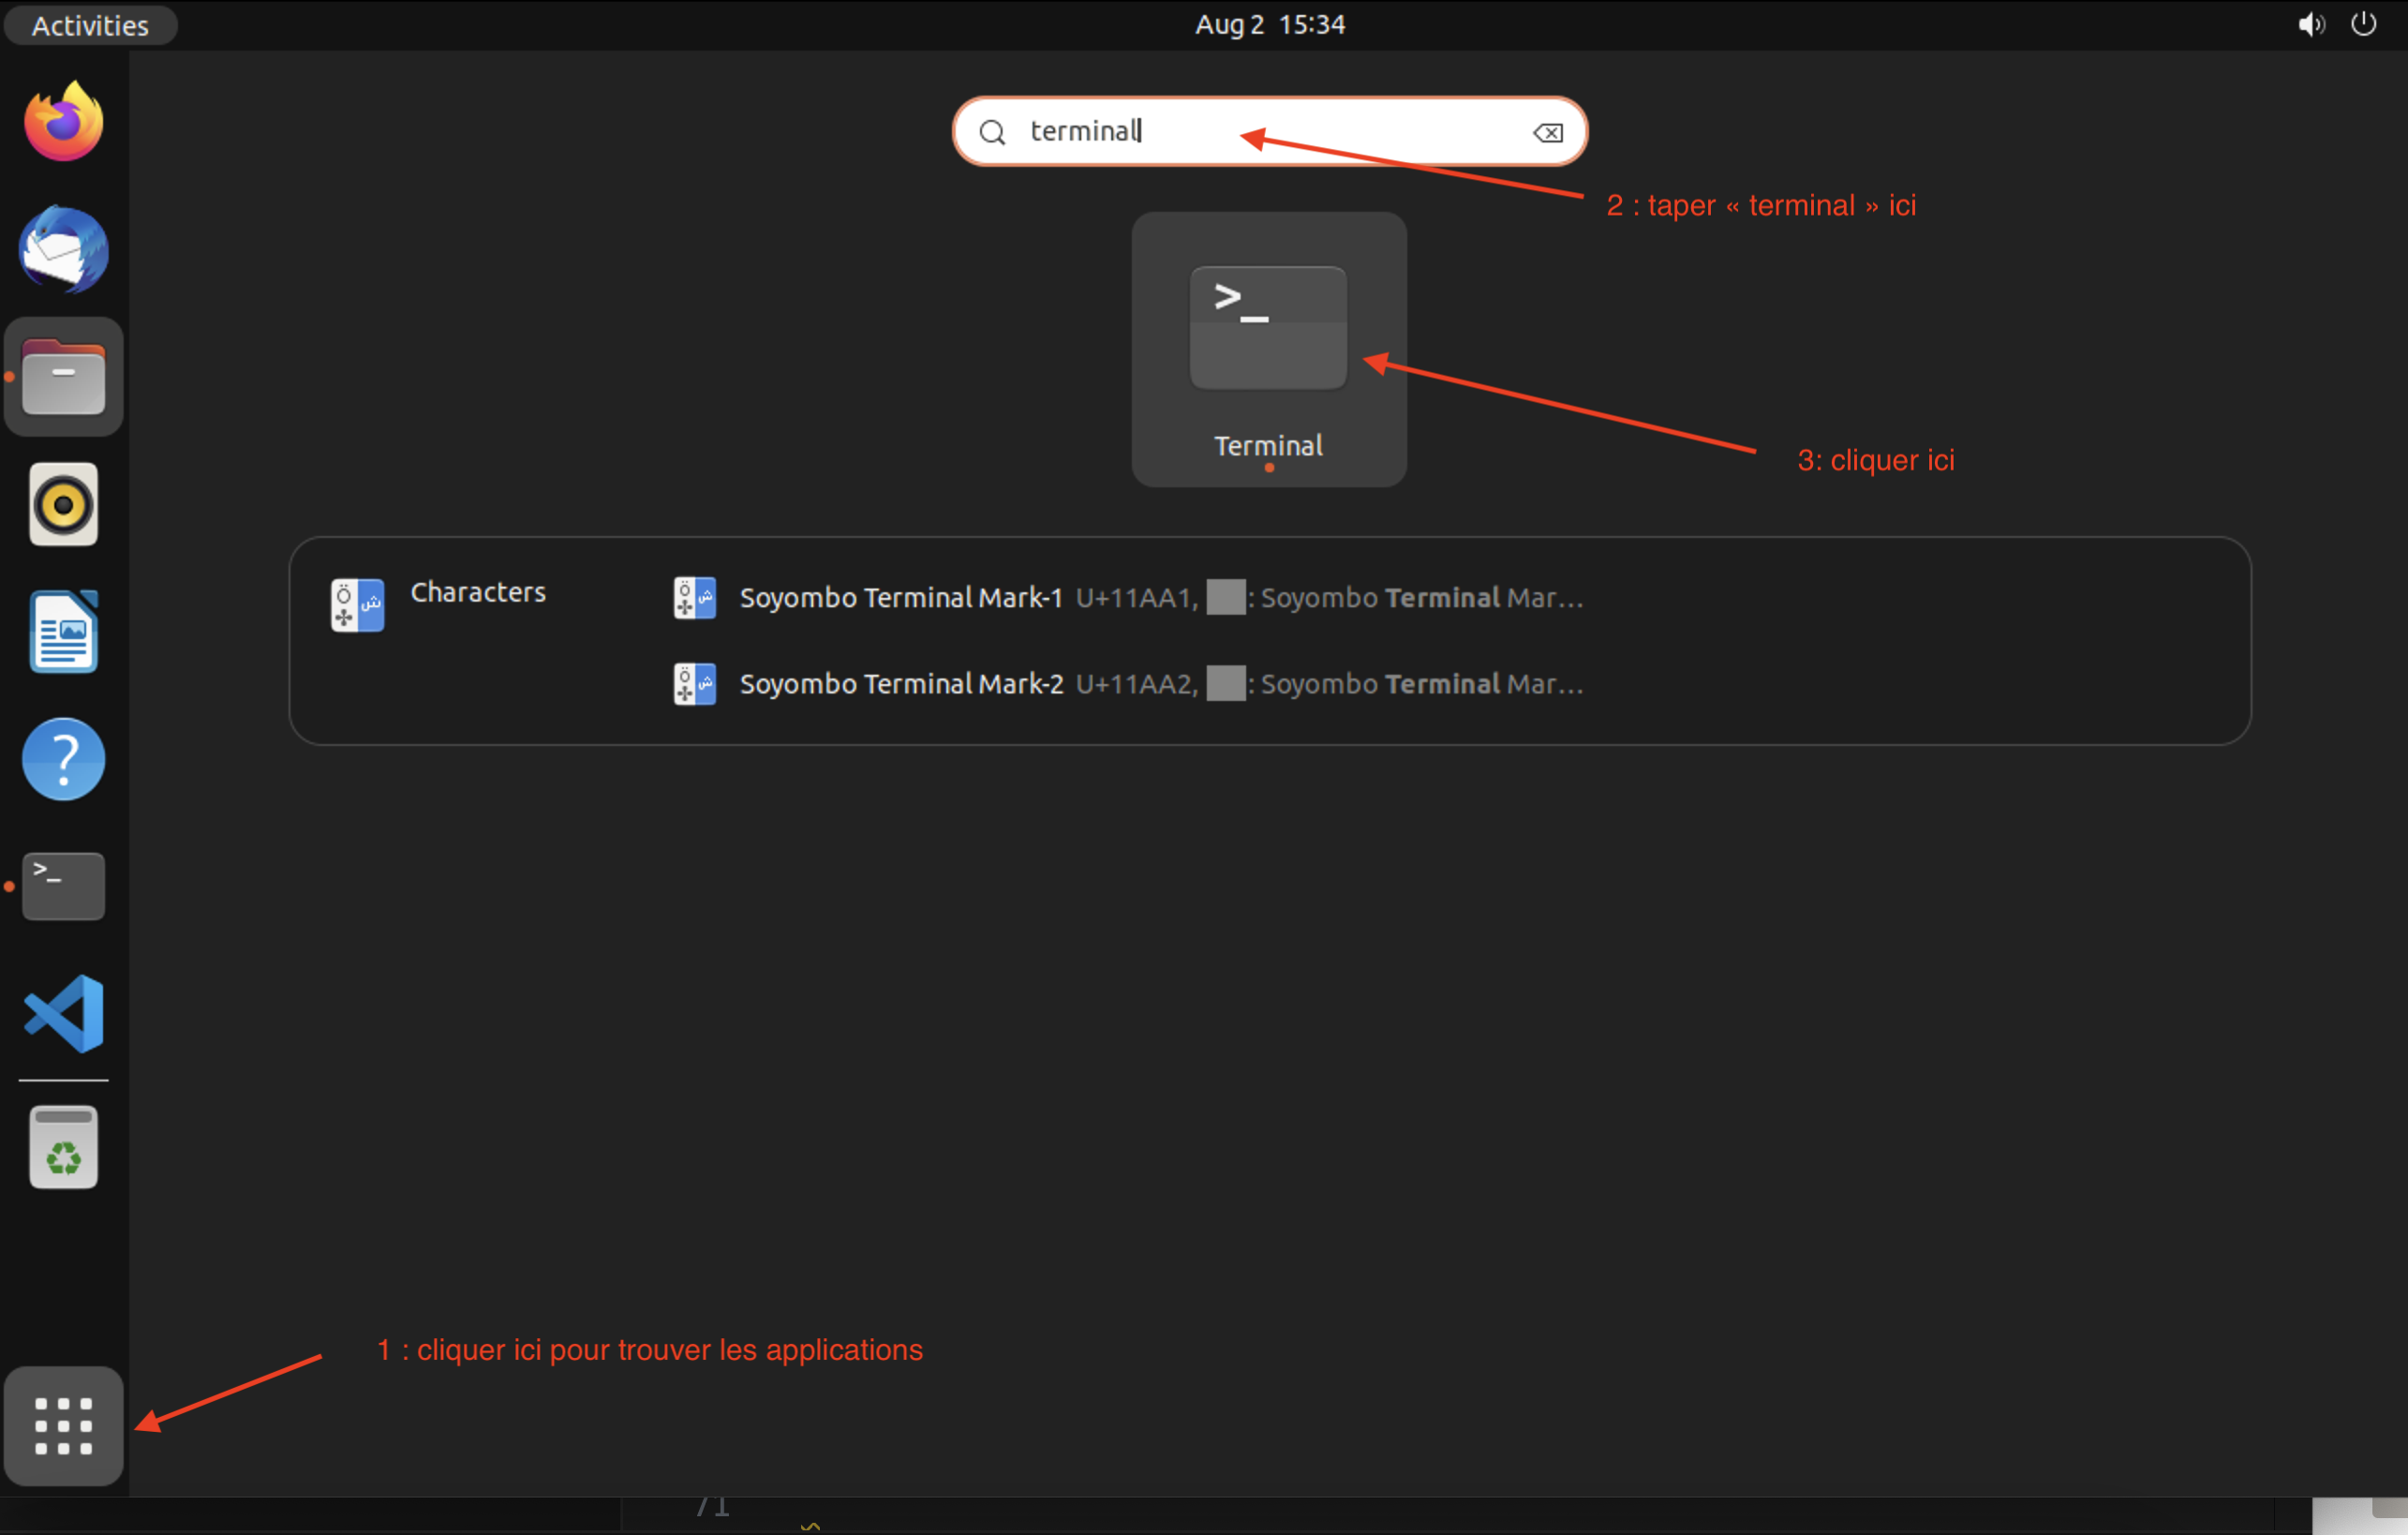 Activities
Aug 2 15:34
terminal
2 : taper « terminal » ici
>_
Terminal
3: cliquer ici
Characters
Soyombo Terminal Mark-1 U+11AA1, : Soyombo Terminal Mar...
Soyombo Terminal Mark-2 U+11AA2, : Soyombo Terminal Mar...
?
>_
1 : cliquer ici pour trouver les applications
71